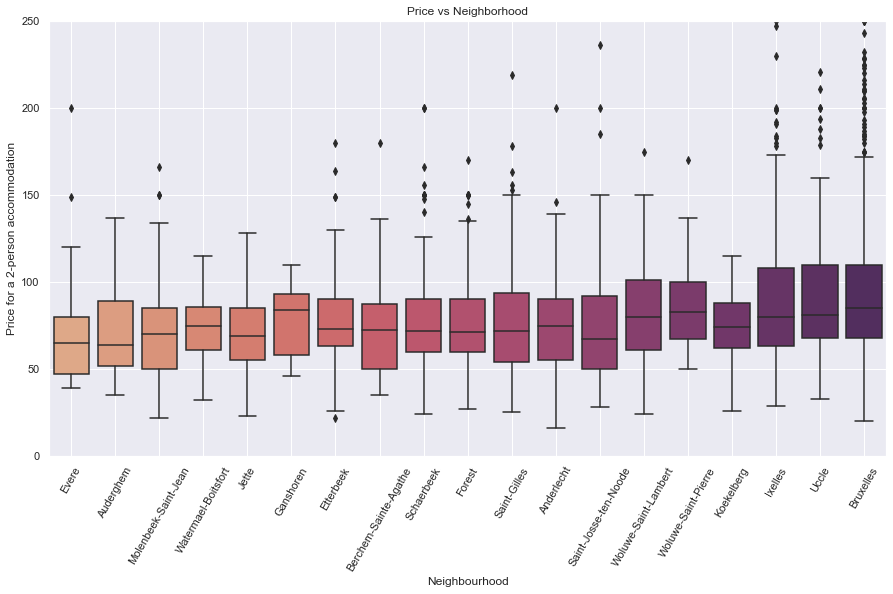 Price vs Neighborhood
Price for a 2-person accommodation
250
200
150
100
50
0
Evere
Auderghem
Molenbeek-Saint-Jean
Watermael-Boitsfort
Jette
Ganshoren
Etterbeek
Berchem-Sainte-Agathe
Schaerbeek
Forest
Saint-Gilles
Anderlecht
Saint-Josse-ten-Noode
Woluwe-Saint-Lambert
Woluwe-Saint-Pierre
Koekelberg
Ixelles
Uccle
Bruxelles
Neighbourhood